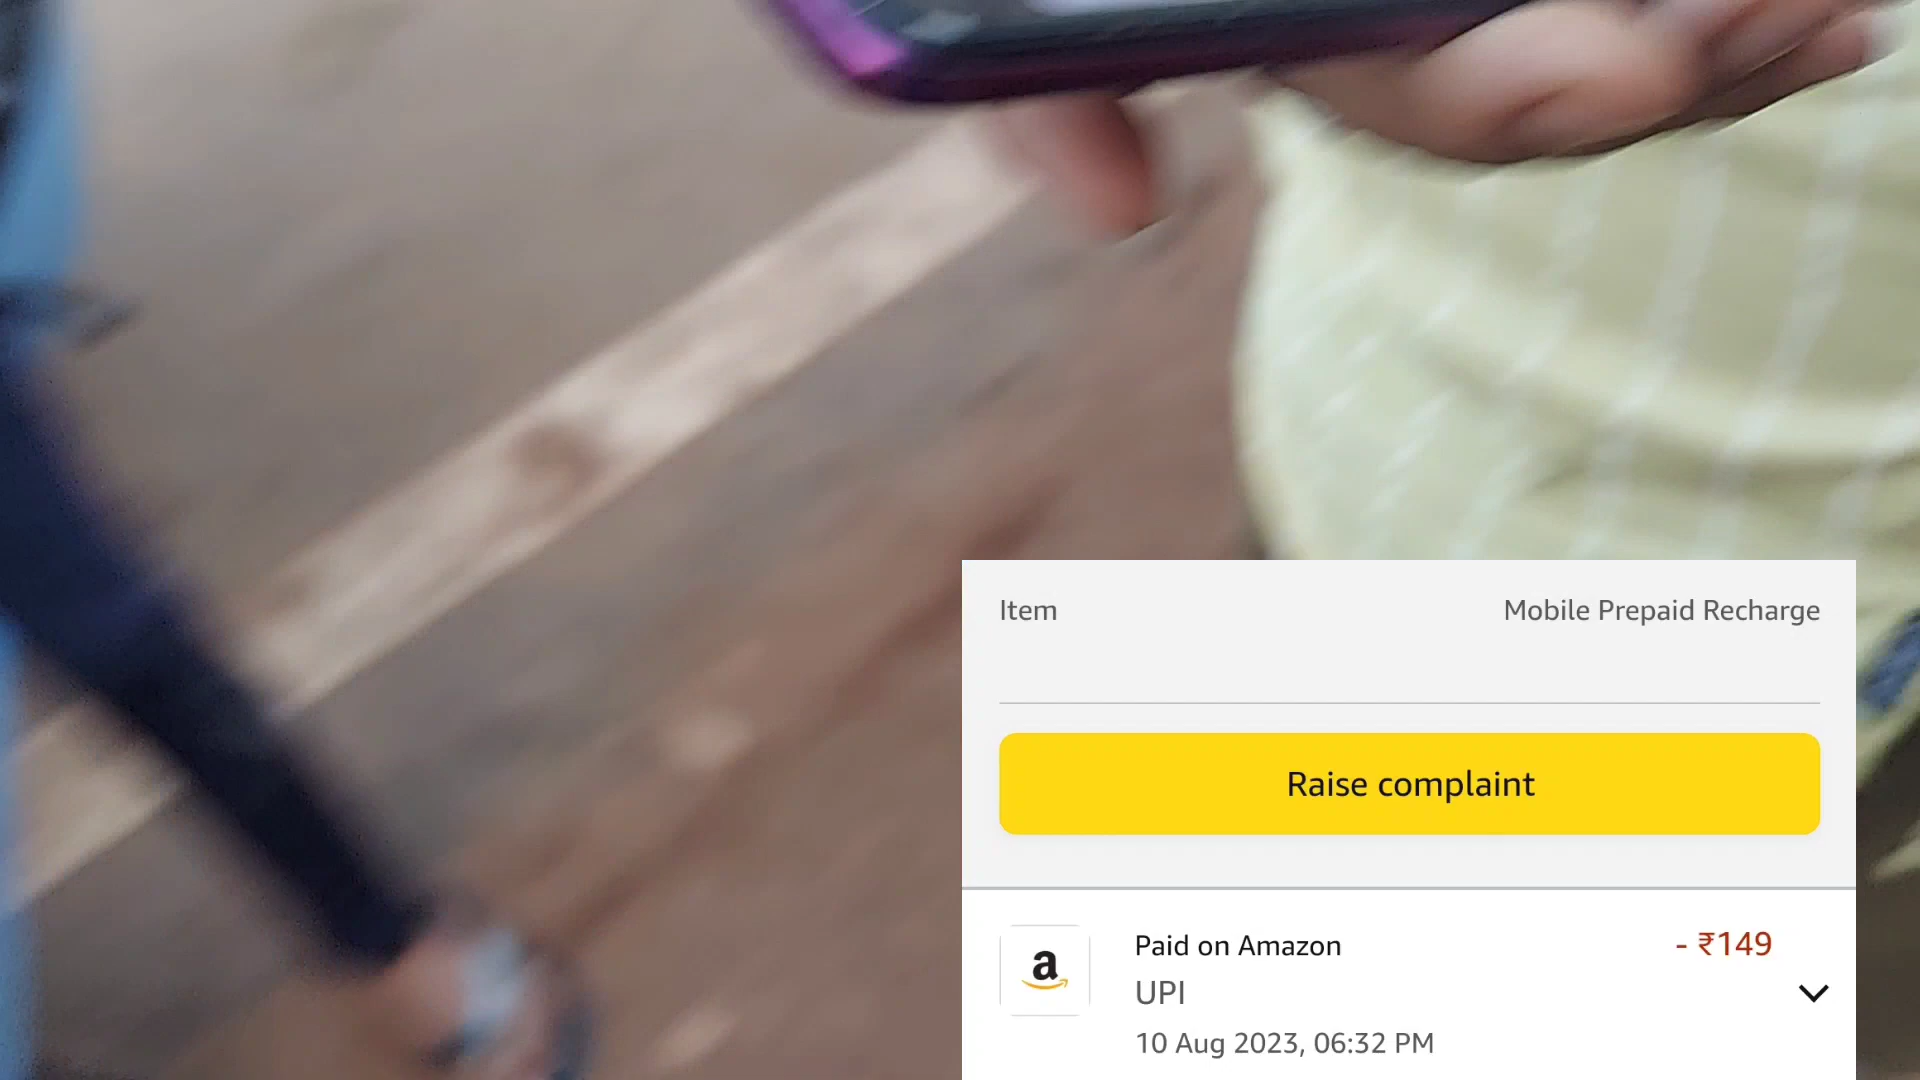 Item Mobile Prepaid Recharge
Raise complaint
a
Paid on Amazon - ₹149
UPI
10 Aug 2023, 06:32 PM